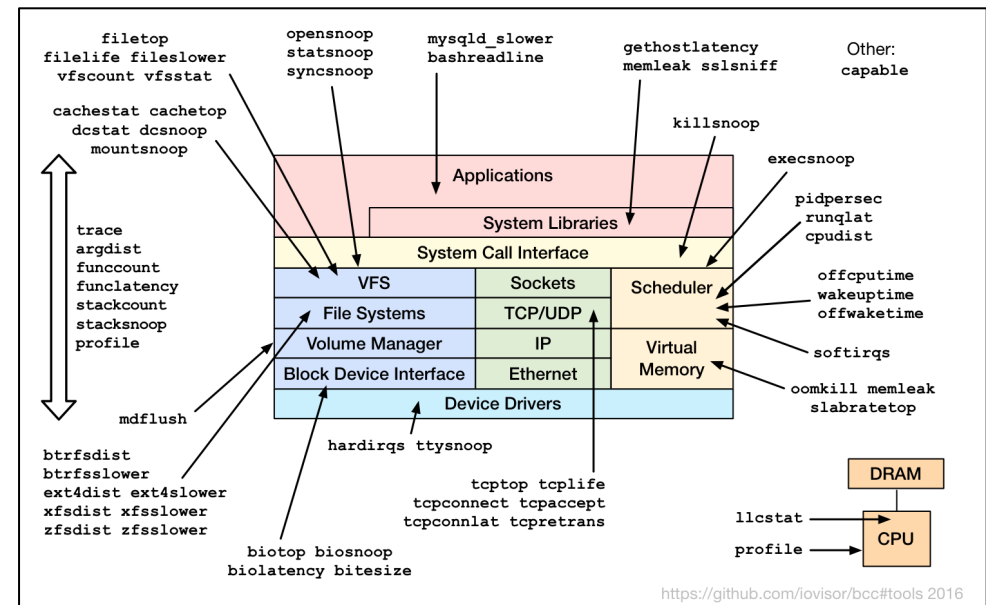 filetop
filelife fileslower
vfscount vfsstat
opensnoop
statsnoop
syncsnoop
mysqld_slower
bashreadline
gethostlatency
memleak sslsniff
Other:
capable
cachestat cachetop
dcstat dcsnoop
mountsnoop
killsnoop
execsnoop
Applications
System Libraries
System Call Interface
VFS
File Systems
Volume Manager
Block Device Interface
Sockets
TCP/UDP
IP
Ethernet
Scheduler
Virtual
Memory
Device Drivers
pidpersec
runqlat
cpudist
offcputime
wakeuptime
offwaketime
softirqs
oomkill memleak
slabratetop
trace
argdist
funccount
funclatency
stackcount
stacksnoop
profile
mdflush
btrfsdist
btrfsslower
ext4dist ext4slower
xfsdist xfsslower
zfsdist zfsslower
hardirqs ttysnoop
biotop biosnoop
biolatency bitesize
tcptop tcplife
tcpconnect tcpaccept
tcpconnlat tcpretrans
DRAM
llcstat
CPU
profile
https://github.com/iovisor/bcc#tools 2016